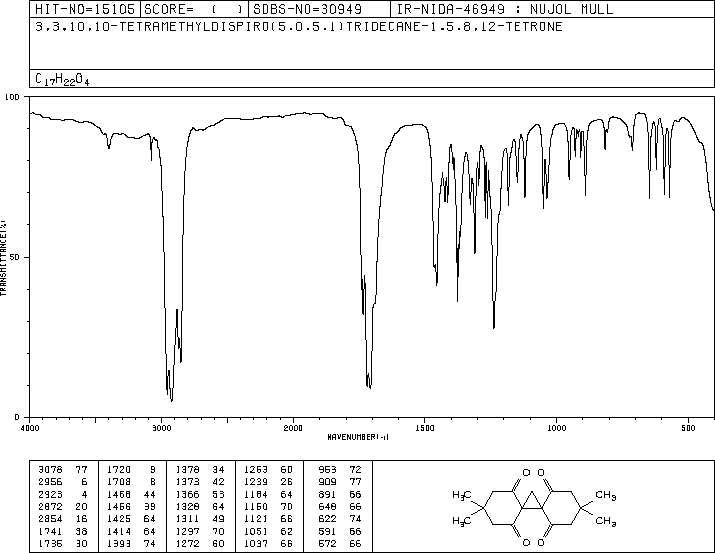 HIT-NO=15105 SCORE= ( ) SDBS-NO=30949 IR-NIDA-46949 : NUJOL MULL
3,3,10,10-TETRAMETHYLDISPIRO(5.0.5.1)TRIDECANE-1,5,8,12-TETRONE
C17H22O4
100
50
0
TRANSMITTANCE(%)
4000 3000 2000 1500 1000 500
WAVENUMBER(-1)
3078 77 1720 9 1378 34 1263 60 953 72
2956 6 1708 8 1373 42 1239 26 909 77
2923 4 1468 44 1366 53 1184 64 891 66
2872 20 1456 39 1328 64 1150 70 648 66
2854 16 1425 64 1311 49 1121 66 622 74
1741 38 1414 64 1297 70 1051 62 591 66
1735 30 1393 74 1272 60 1037 66 572 66
O O
H3C CH3
H3C CH3
O O